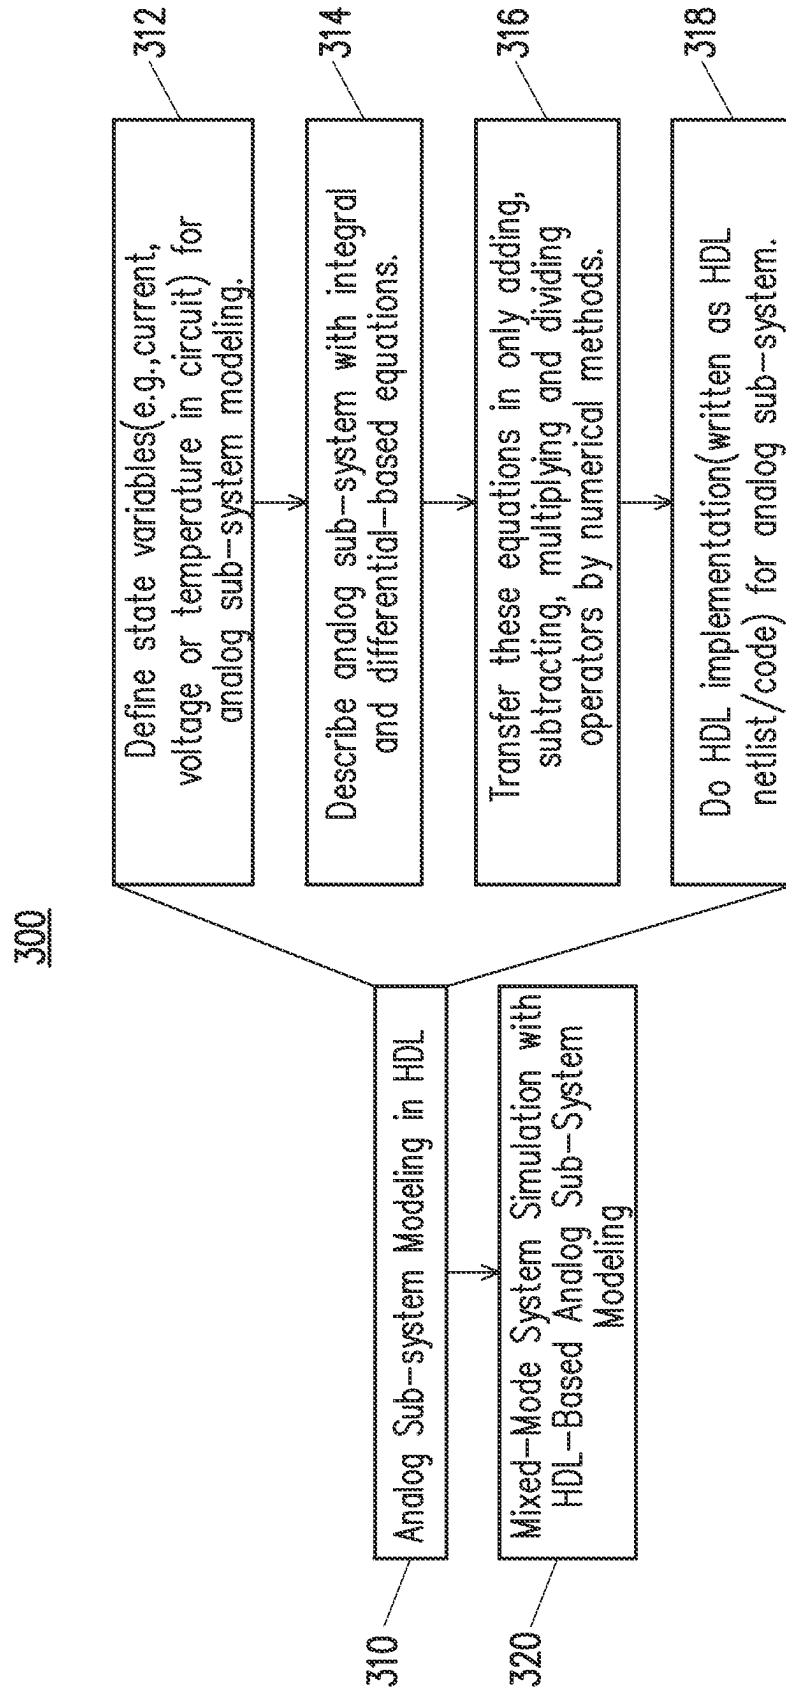 300
310
Analog Sub-system Modeling in HDL
320
Mixed-Mode System Simulation with
HDL-Based Analog Sub-System
Modeling
Define state variables(e.g.,current,
voltage or temperature in circuit) for
analog sub-system modeling.
312
Describe analog sub-system with integral
and differential-based equations.
314
Transfer these equations in only adding,
subtracting, multiplying and dividing
operators by numerical methods.
316
Do HDL implementation(written as HDL
netlist/code) for analog sub-system.
318